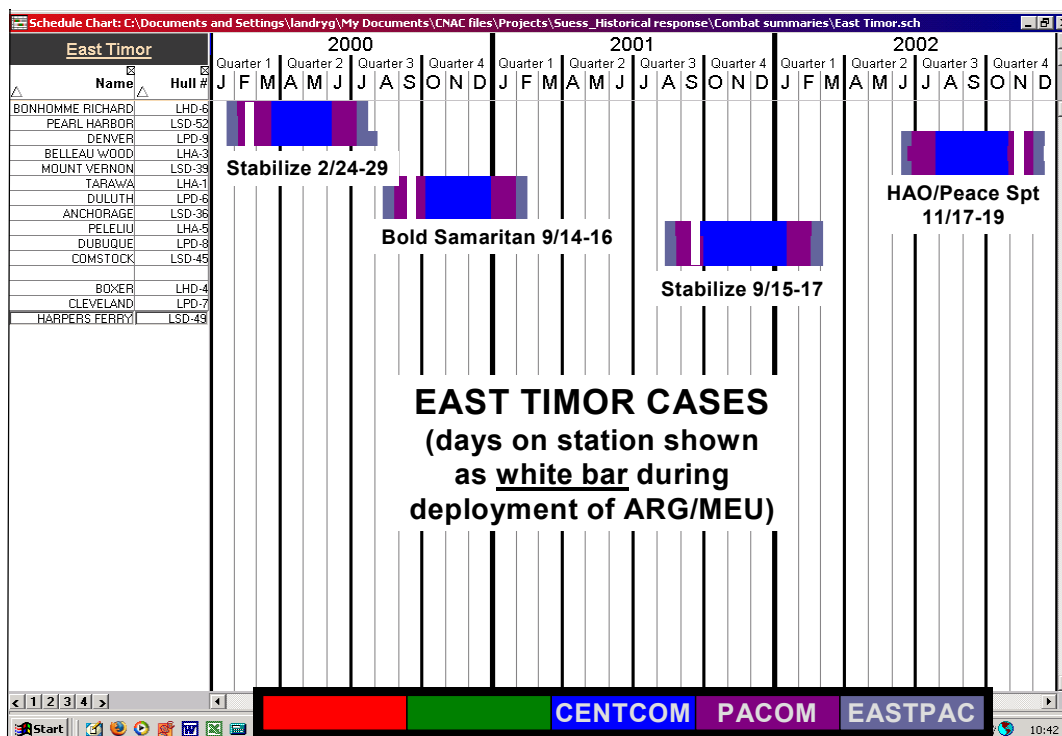 Schedule Chart: C:\Documents and Settings\landryg\My Documents\CNAC files\Projects\Suess_Historical response\Combat summaries\East Timor.sch
East Timor
2000 2001 2002
Quarter 1 Quarter 2 Quarter 3 Quarter 4 Quarter 1 Quarter 2 Quarter 3 Quarter 4 Quarter 1 Quarter 2 Quarter 3 Quarter 4
Name Hull # J F M A M J J A S O N D J F M A M J J A S O N D J F M A M J J A S O N D
BONHOMME RICHARD LHD-6
PEARL HARBOR LSD-52
DENVER LPD-9
BELLEAU WOOD LHA-3
MOUNT VERNON LSD-39
TARAWA LHA-1
DULUTH LPD-6
ANCHORAGE LSD-36
PELELIU LHA-5
DUBUQUE LPD-8
COMSTOCK LSD-45
BOXER LHD-4
CLEVELAND LPD-7
HARPERS FERRY LSD-49
Stabilize 2/24-29
Bold Samaritan 9/14-16
Stabilize 9/15-17
HAO/Peace Spt
11/17-19
EAST TIMOR CASES
(days on station shown
as white bar during
deployment of ARG/MEU)
< 1 2 3 4 >
CENTCOM PACOM EASTPAC
Start 10:42